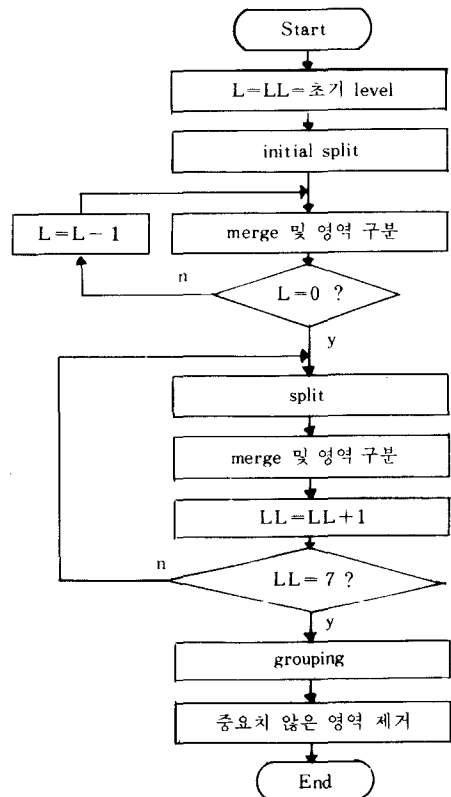 Start
L=LL=초기 level
initial split
L=L-1
merge 및 영역 구분
n
L=0 ?
y
split
merge 및 영역 구분
LL=LL+1
n
LL=7 ?
y
grouping
중요치 않은 영역 제거
End